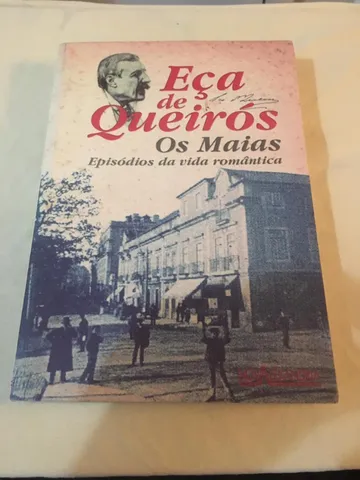 Eça
de
Queirós
Os Maias
Episódios da vida romântica